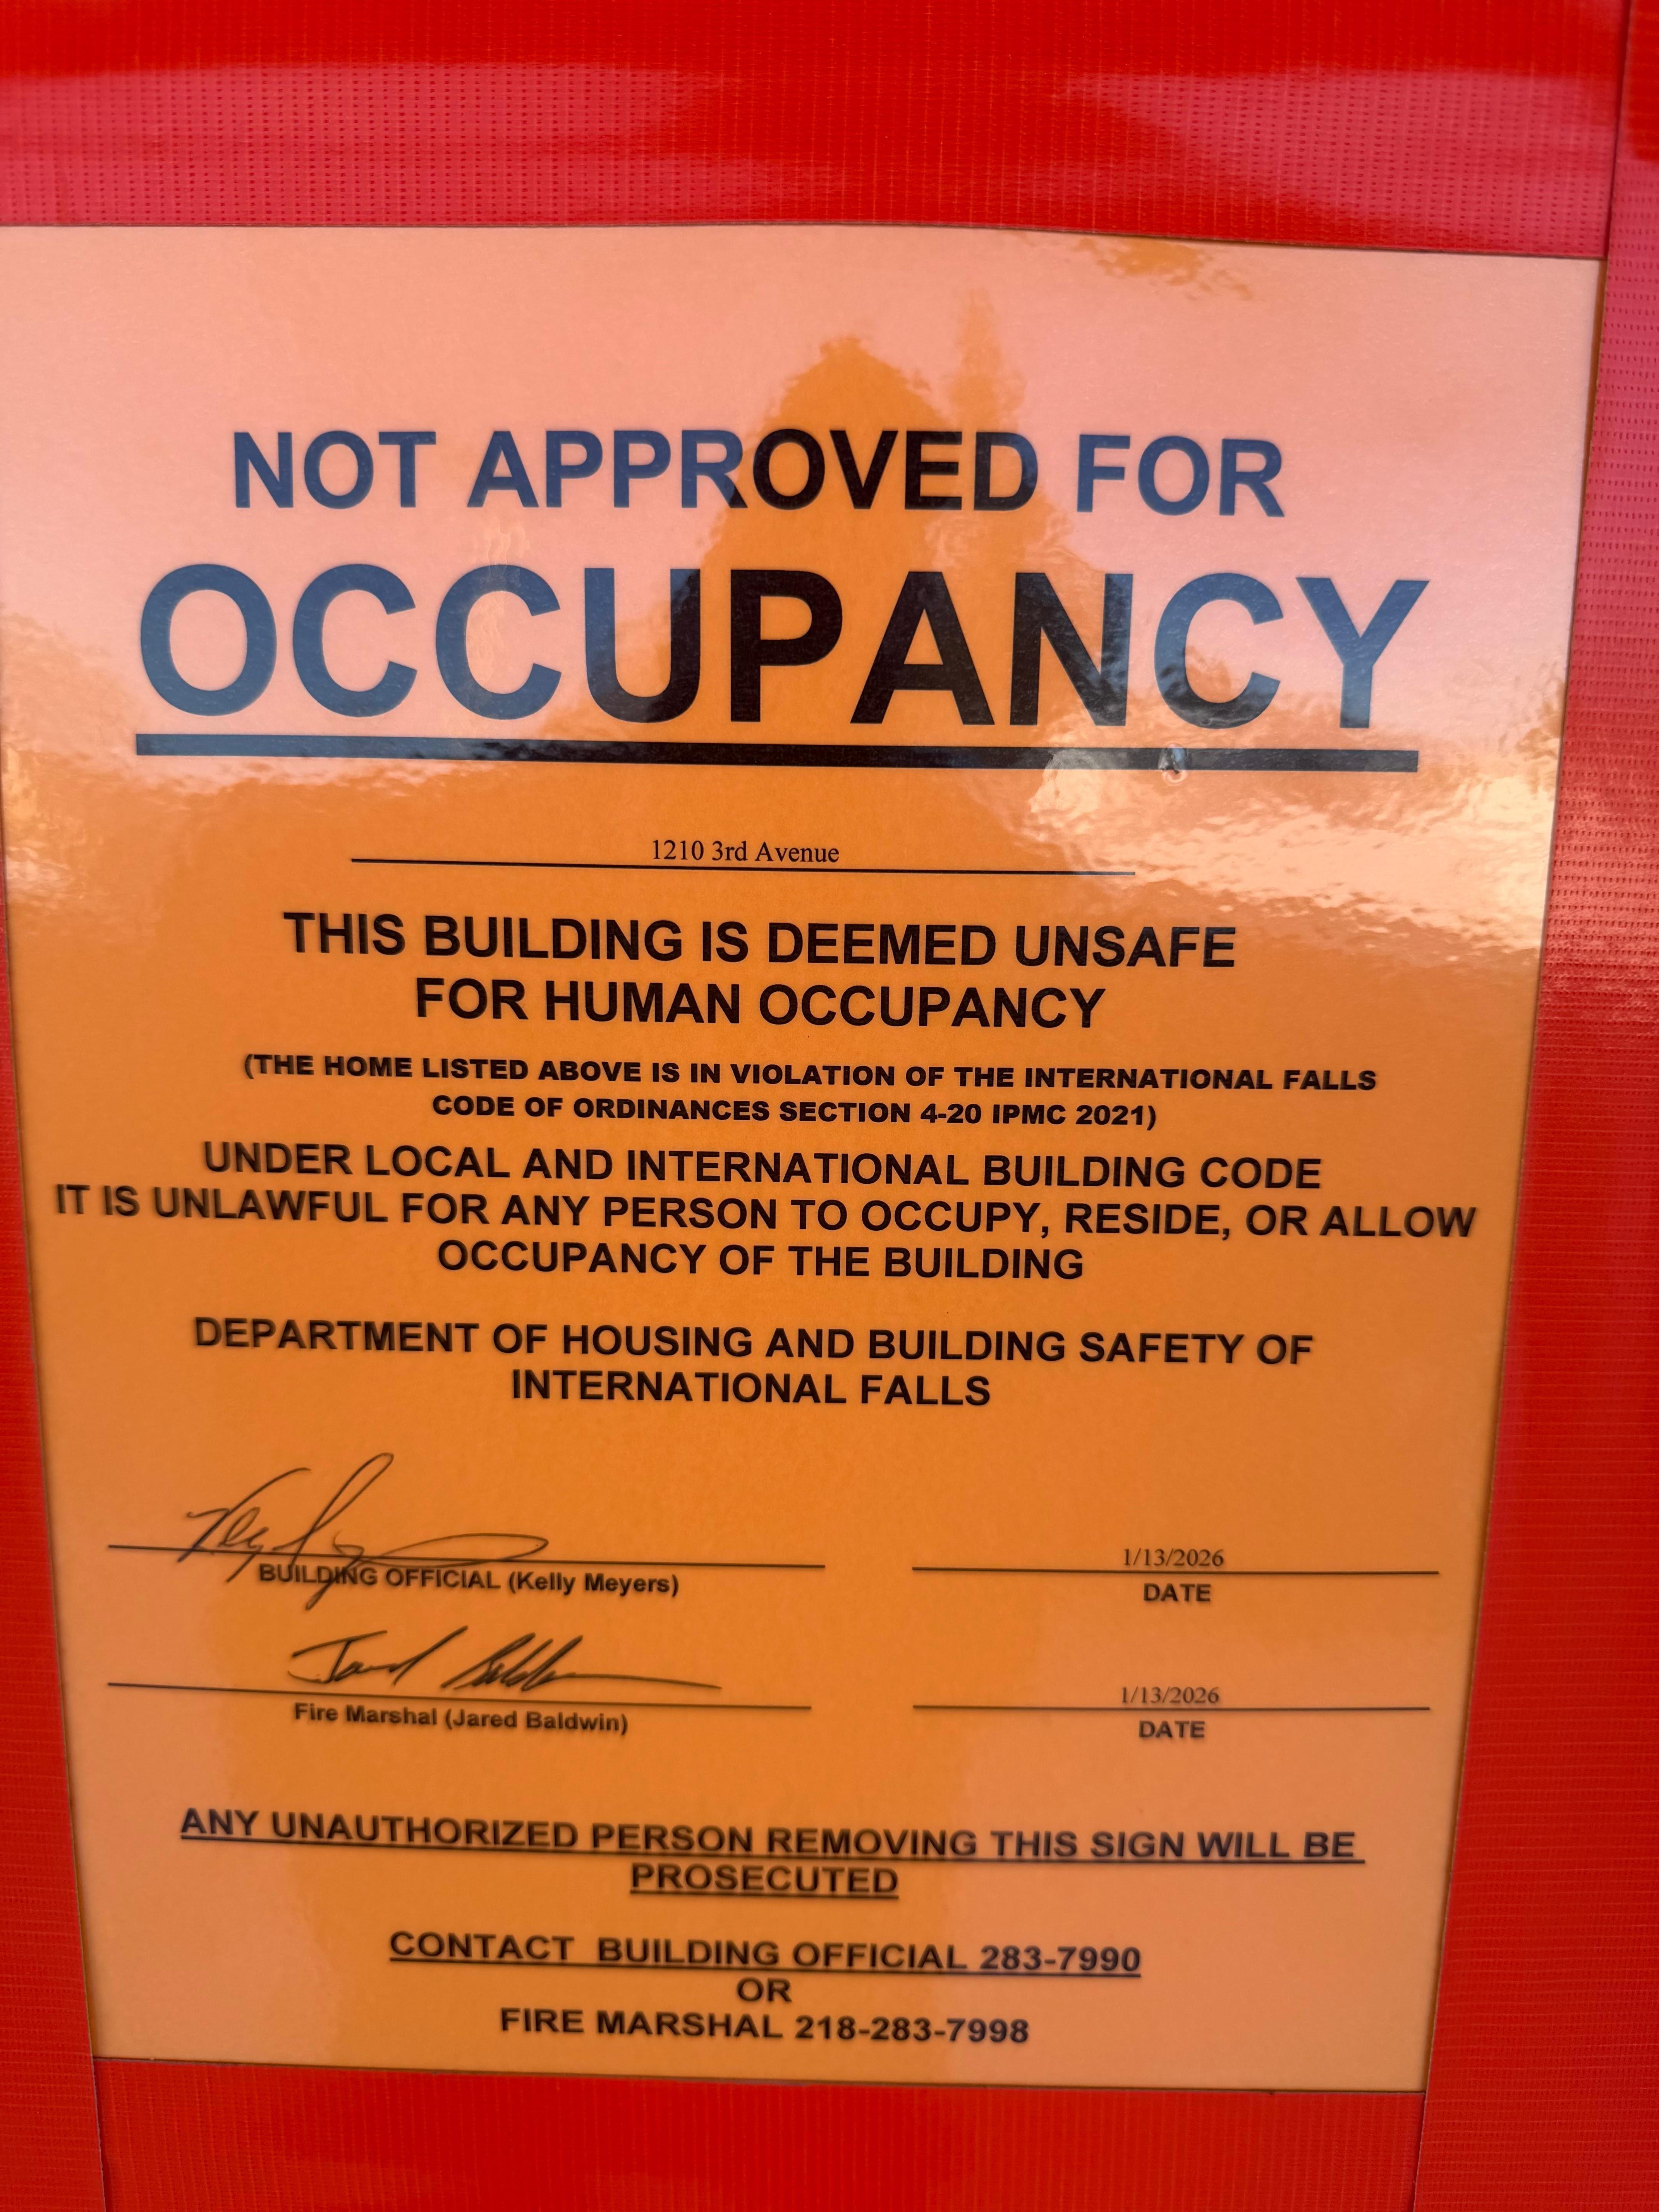 NOT APPROVED FOR
OCCUPANCY
1210 3rd Avenue
THIS BUILDING IS DEEMED UNSAFE
FOR HUMAN OCCUPANCY
(THE HOME LISTED ABOVE IS IN VIOLATION OF THE INTERNATIONAL FALLS
CODE OF ORDINANCES SECTION 4-20 IPMC 2021)
UNDER LOCAL AND INTERNATIONAL BUILDING CODE
IT IS UNLAWFUL FOR ANY PERSON TO OCCUPY, RESIDE, OR ALLOW
OCCUPANCY OF THE BUILDING
DEPARTMENT OF HOUSING AND BUILDING SAFETY OF
INTERNATIONAL FALLS
1/13/2026
BUILDING OFFICIAL (Kelly Meyers)
DATE
Jared Baldwin
1/13/2026
Fire Marshal (Jared Baldwin)
DATE
ANY UNAUTHORIZED PERSON REMOVING THIS SIGN WILL BE
PROSECUTED
CONTACT BUILDING OFFICIAL 283-7990
OR
FIRE MARSHAL 218-283-7998